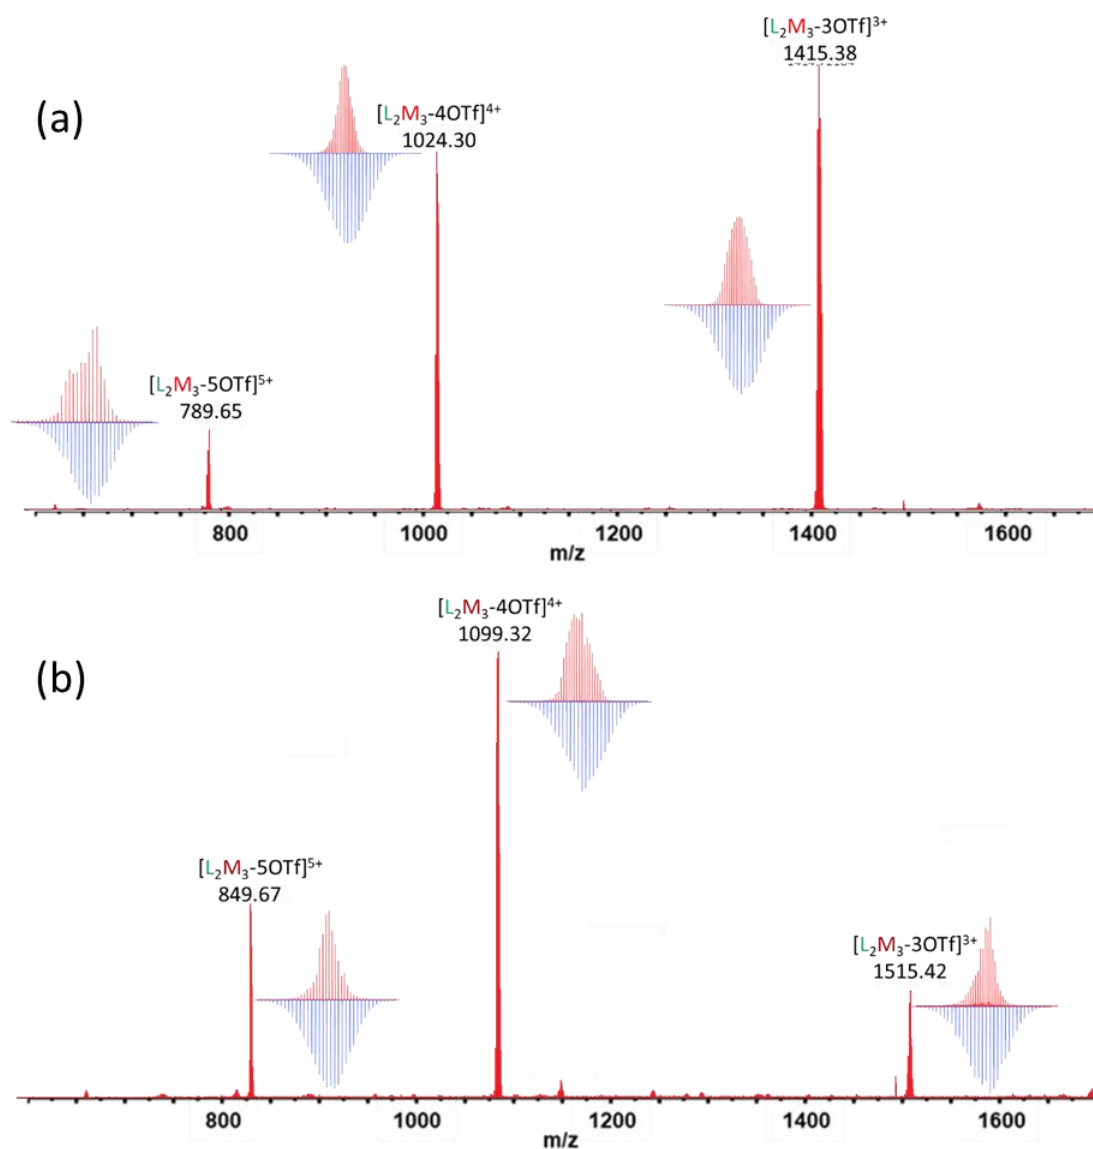 (a)
[L₂M₃-3OTf]³⁺
1415.38
[L₂M₃-4OTf]⁴⁺
1024.30
[L₂M₃-5OTf]⁵⁺
789.65
800 1000 1200 1400 1600
m/z
(b)
[L₂M₃-4OTf]⁴⁺
1099.32
[L₂M₃-5OTf]⁵⁺
849.67
[L₂M₃-3OTf]³⁺
1515.42
800 1000 1200 1400 1600
m/z